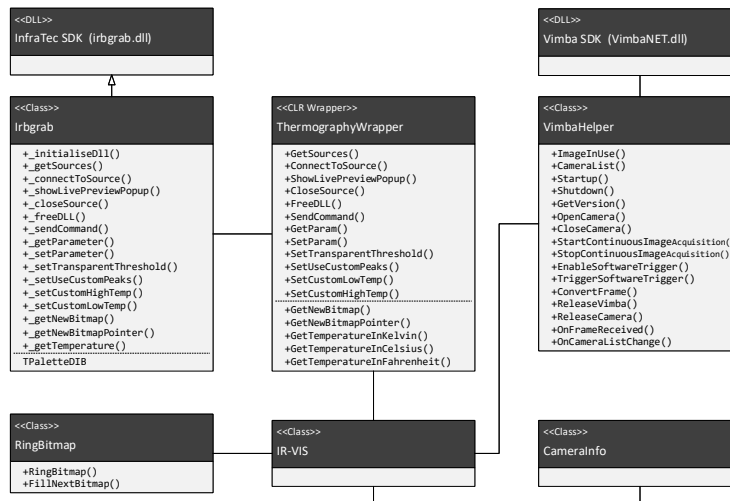 <<DLL>>
InfraTec SDK (irbgrab.dll)
<<DLL>>
Vimba SDK (VimbaNET.dll)
<<Class>>
Irbgrab
+_initialiseDll()
+_getSources()
+_connectToSource()
+_showLivePreviewPopup()
+_closeSource()
+_freeDLL()
+_sendCommand()
+_getParameter()
+_setParameter()
+_setTransparentThreshold()
+_setUseCustomPeaks()
+_setCustomHighTemp()
+_setCustomLowTemp()
+_getNewBitmap()
+_getNewBitmapPointer()
+_getTemperature()
TPaletteDIB
<<CLR Wrapper>>
ThermographyWrapper
+GetSources()
+ConnectToSource()
+ShowLivePreviewPopup()
+CloseSource()
+FreeDLL()
+SendCommand()
+GetParam()
+SetParam()
+SetTransparentThreshold()
+SetUseCustomPeaks()
+SetCustomLowTemp()
+SetCustomHighTemp()
+GetNewBitmap()
+GetNewBitmapPointer()
+GetTemperatureInKelvin()
+GetTemperatureInCelsius()
+GetTemperatureInFahrenheit()
<<Class>>
VimbaHelper
+ImageInUse()
+CameraList()
+Startup()
+Shutdown()
+GetVersion()
+OpenCamera()
+CloseCamera()
+StartContinuousImageAcquisition()
+StopContinuousImageAcquisition()
+EnableSoftwareTrigger()
+TriggerSoftwareTrigger()
+ConvertFrame()
+ReleaseVimba()
+ReleaseCamera()
+OnFrameReceived()
+OnCameraListChange()
<<Class>>
RingBitmap
+RingBitmap()
+FillNextBitmap()
<<Class>>
IR-VIS
<<Class>>
CameraInfo